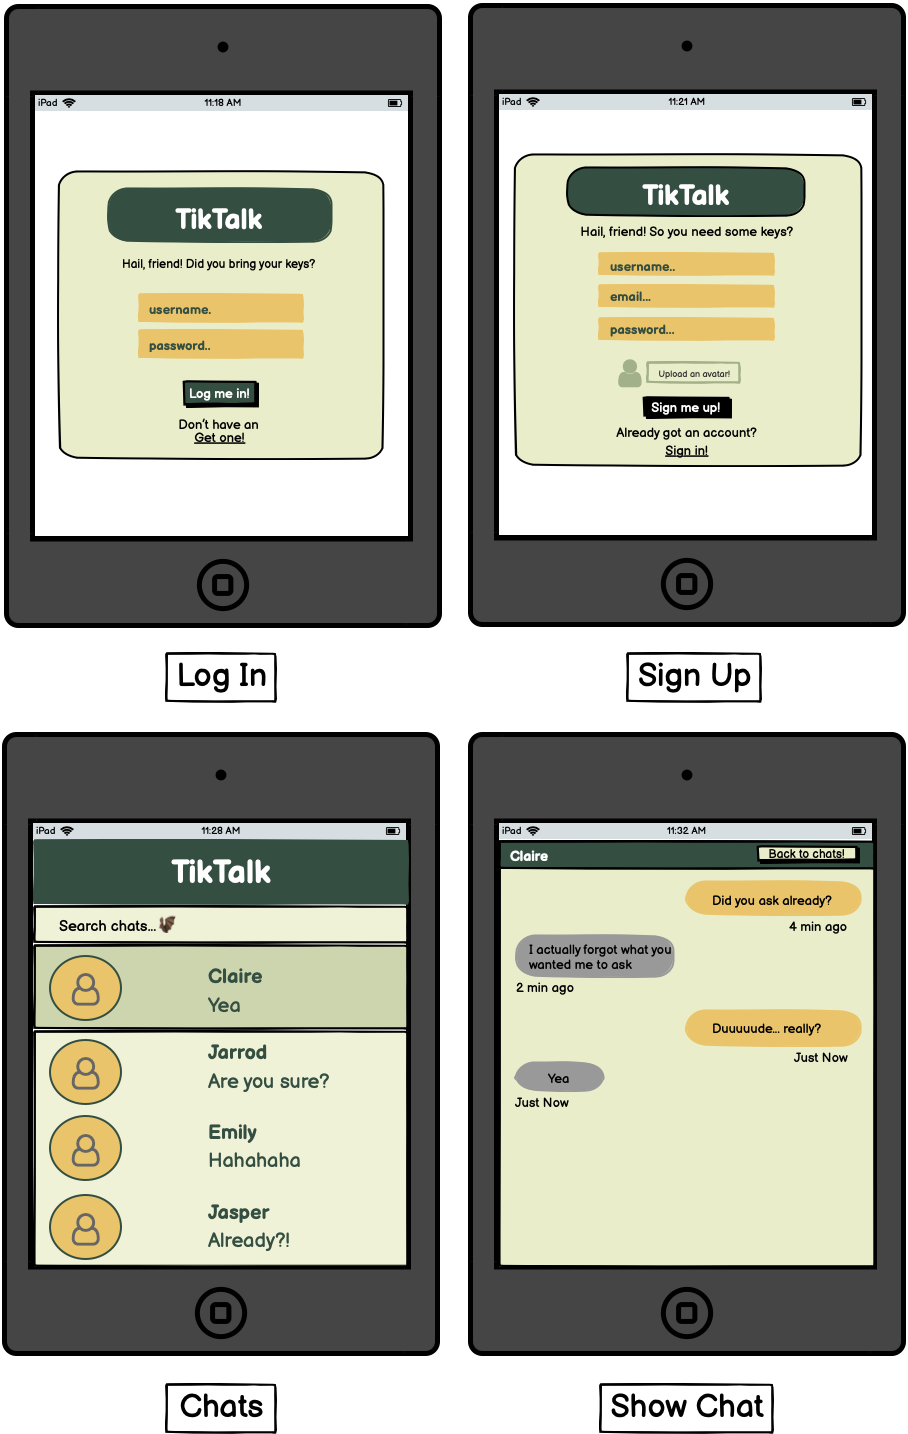 iPad
11:18 AM
TikTalk
Hail, friend! Did you bring your keys?
username.
password..
Log me in!
Don't have an
Get one!
Log In
iPad
11:21 AM
TikTalk
Hail, friend! So you need some keys?
username..
email...
password...
Upload an avatar!
Sign me up!
Already got an account?
Sign in!
Sign Up
iPad
11:28 AM
TikTalk
Search chats...
Claire
Yea
Jarrod
Are you sure?
Emily
Hahahaha
Jasper
Already?!
Chats
iPad
11:32 AM
Claire
Back to chats!
Did you ask already?
4 min ago
I actually forgot what you
wanted me to ask
2 min ago
Duuuuude... really?
Just Now
Yea
Just Now
Show Chat